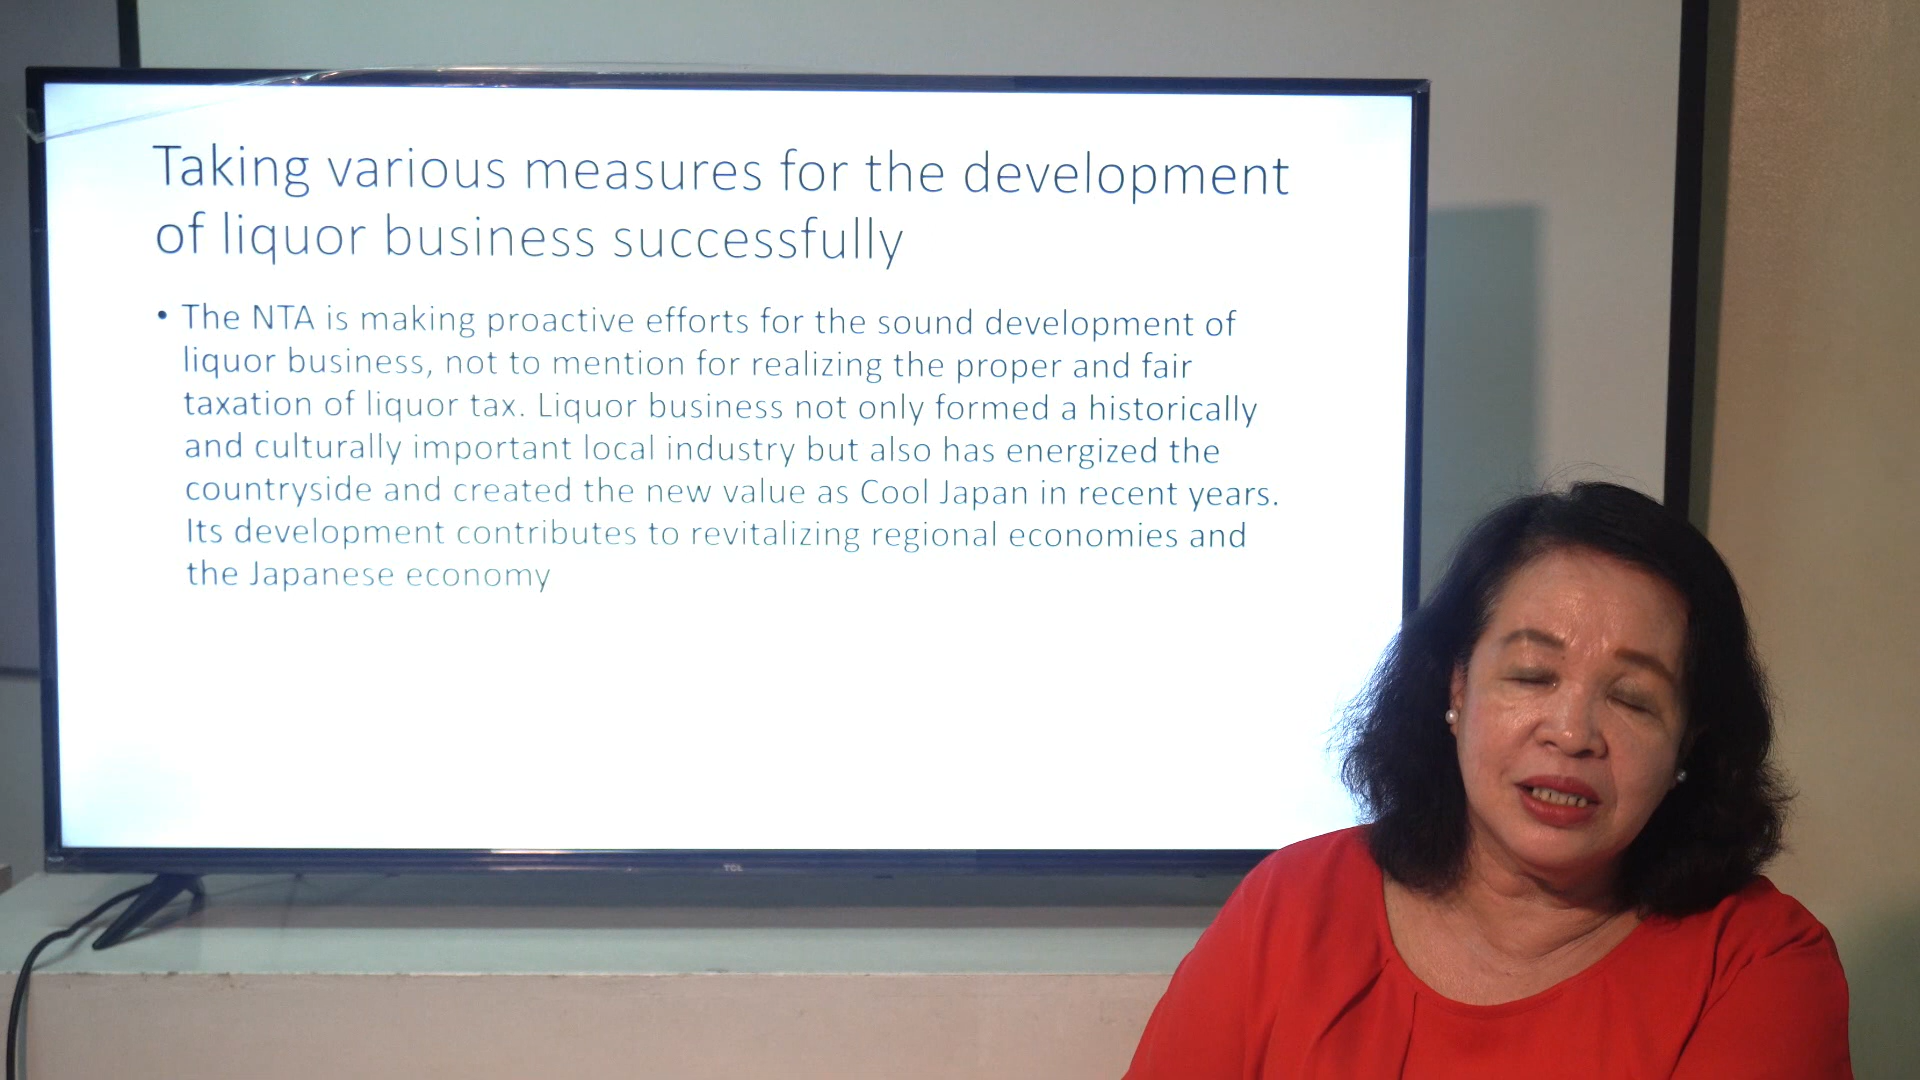 Taking various measures for the development
of liquor business successfully
• The NTA is making proactive efforts for the sound development of
liquor business, not to mention for realizing the proper and fair
taxation of liquor tax. Liquor business not only formed a historically
and culturally important local industry but also has energized the
countryside and created the new value as Cool Japan in recent years.
Its development contributes to revitalizing regional economies and
the Japanese economy
TCL